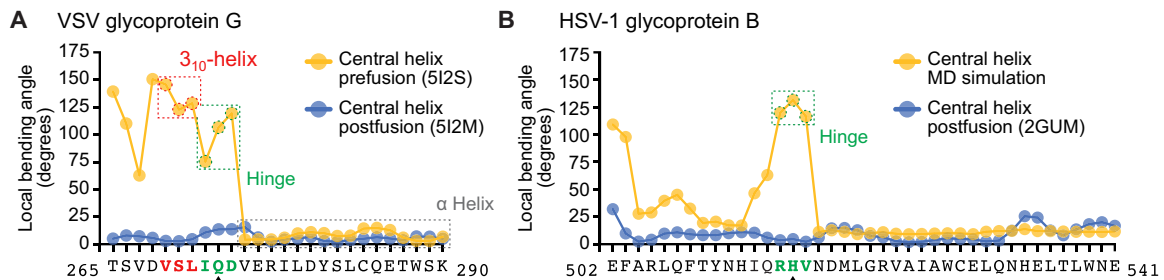 A VSV glycoprotein G
Local bending angle
(degrees)
175
150
125
100
75
50
25
0
3₁₀-helix
Hinge
α Helix
Central helix
prefusion (5I2S)
Central helix
postfusion (5I2M)
265 TSVDVSLIQDVERILDYSLCQETWSK 290
B HSV-1 glycoprotein B
Local bending angle
(degrees)
175
150
125
100
75
50
25
0
Hinge
Central helix
MD simulation
Central helix
postfusion (2GUM)
502 EFARLQFTYNHIQRHVNDMLGRVAIAWCELQNHELTLWNE 541